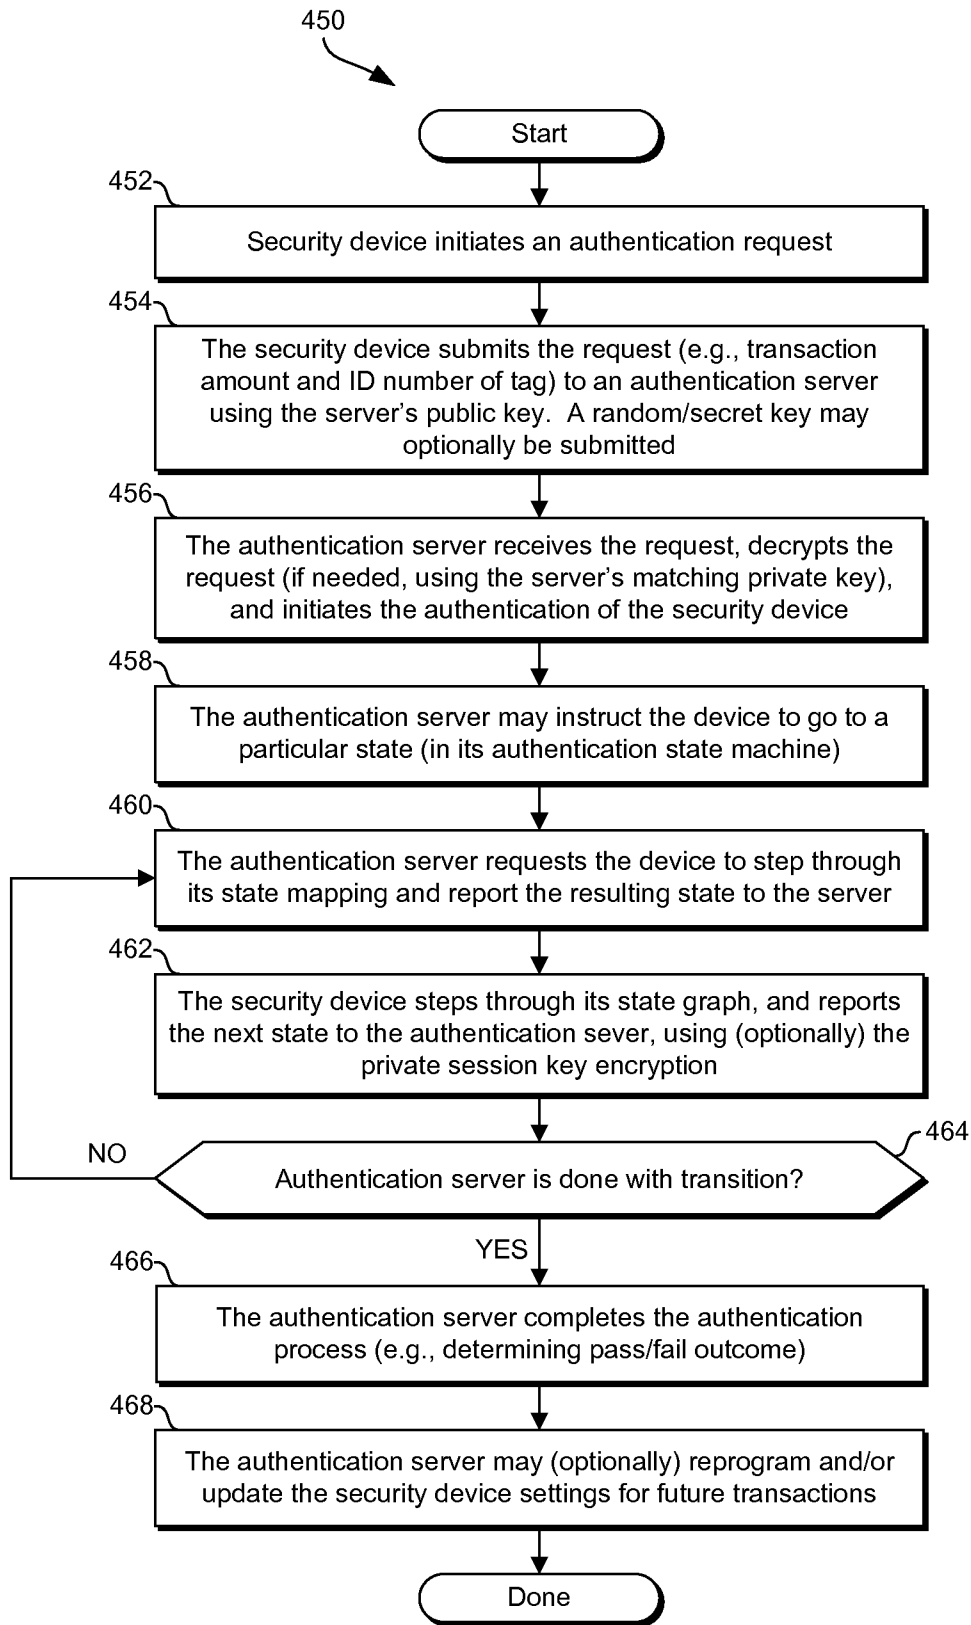 450
Start
452
Security device initiates an authentication request
454
The security device submits the request (e.g., transaction
amount and ID number of tag) to an authentication server
using the server's public key.  A random/secret key may
optionally be submitted
456
The authentication server receives the request, decrypts the
request (if needed, using the server's matching private key),
and initiates the authentication of the security device
458
The authentication server may instruct the device to go to a
particular state (in its authentication state machine)
460
The authentication server requests the device to step through
its state mapping and report the resulting state to the server
462
The security device steps through its state graph, and reports
the next state to the authentication sever, using (optionally) the
private session key encryption
464
NO
Authentication server is done with transition?
YES
466
The authentication server completes the authentication
process (e.g., determining pass/fail outcome)
468
The authentication server may (optionally) reprogram and/or
update the security device settings for future transactions
Done